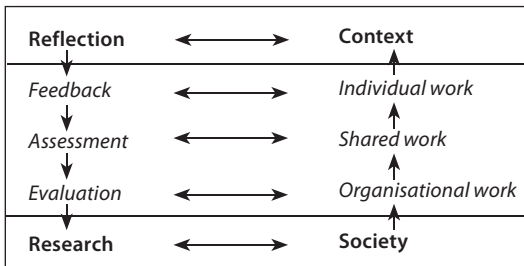 Reflection Context
Feedback Individual work
Assessment Shared work
Evaluation Organisational work
Research Society